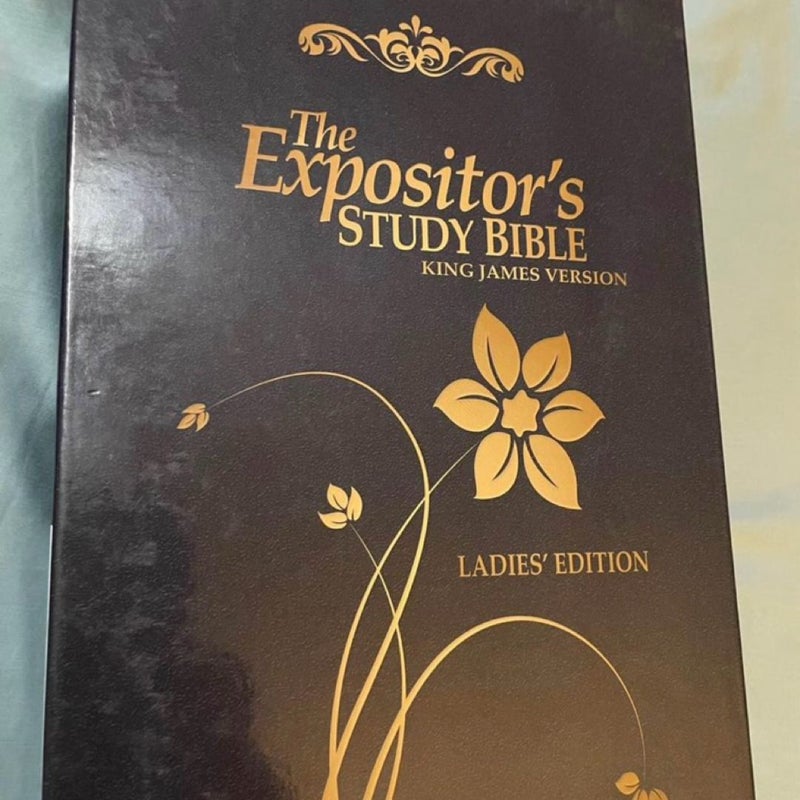 The
Expositor's
STUDY BIBLE
KING JAMES VERSION
LADIES' EDITION